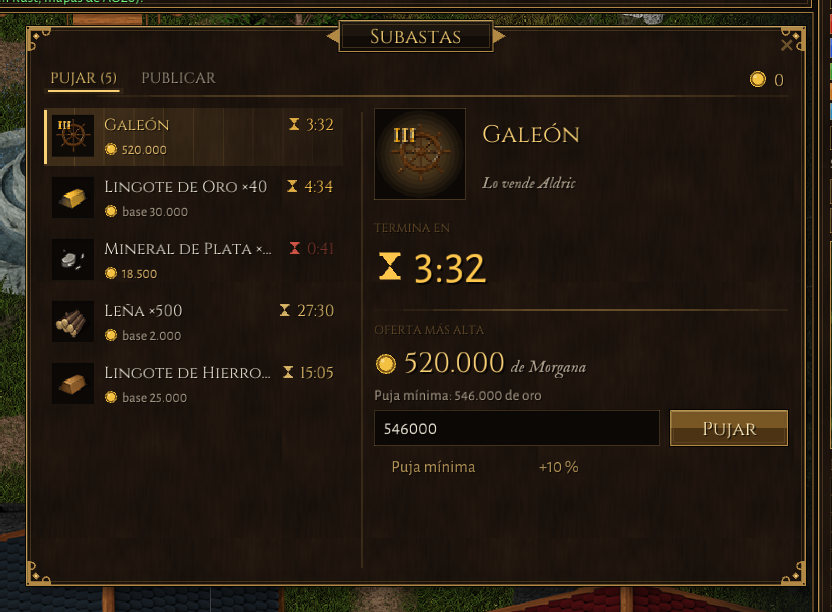 SUBASTAS
PUJAR (5) PUBLICAR
0
III
GALEÓN 3:32
520.000
LINGOTE DE ORO ×40 4:34
base 30.000
MINERAL DE PLATA ×... 0:41
18.500
LEÑA ×500 27:30
base 2.000
LINGOTE DE HIERRO... 15:05
base 25.000
III
GALEÓN
Lo vende Aldric
TERMINA EN
3:32
OFERTA MÁS ALTA
520.000 de Morgana
Puja mínima: 546.000 de oro
546000
PUJAR
Puja mínima +10 %